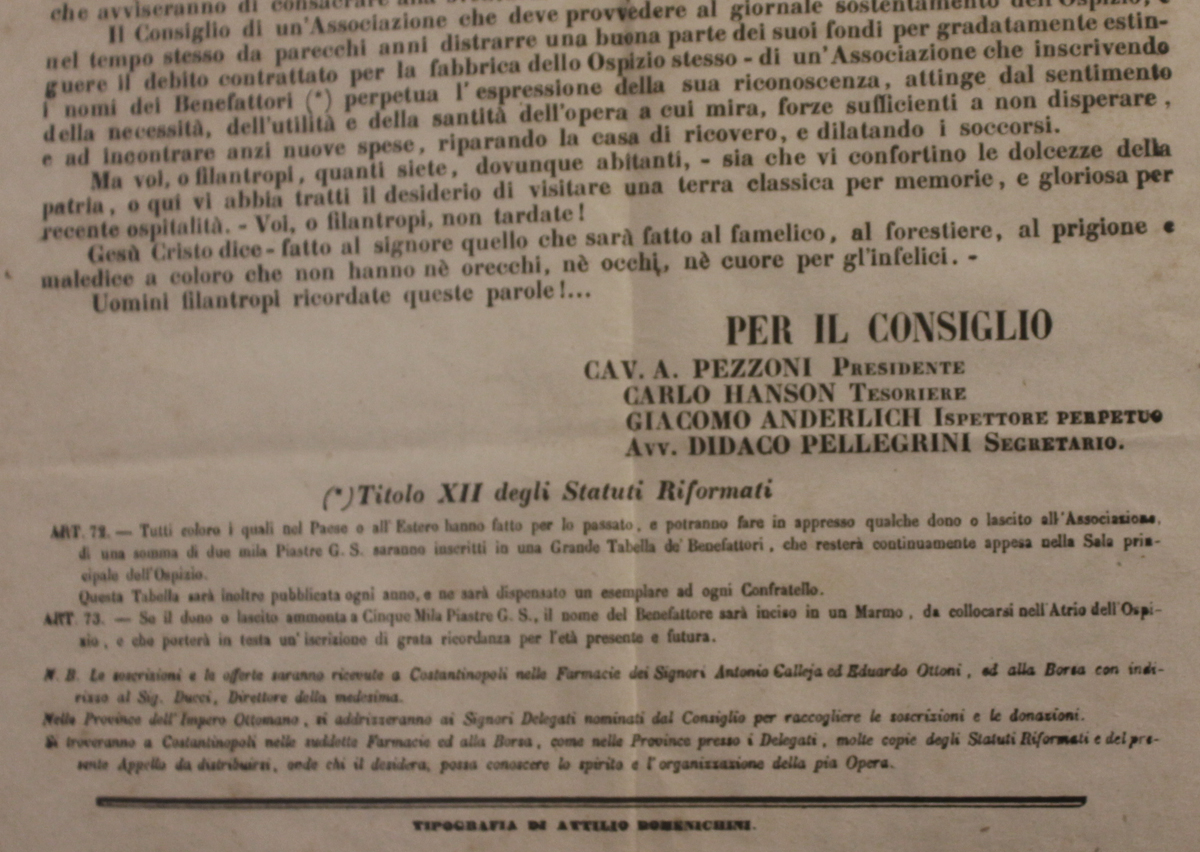 che avviseranno di consacrare alla
Il Consiglio di un'Associazione che deve provvedere al giornale sostentamento dell'Ospizio, e
nel tempo stesso da parecchi anni distrarre una buona parte dei suoi fondi per gradatamente estin-
guere il debito contrattato per la fabbrica dello Ospizio stesso - di un'Associazione che inscrivendo
i nomi dei Benefattori (*) perpetua l'espressione della sua riconoscenza, attinge dal sentimento
della necessità, dell'utilità e della santità dell'opera a cui mira, forze sufficienti a non disperare,
e ad incontrare anzi nuove spese, riparando la casa di ricovero, e dilatando i soccorsi.
Ma voi, o filantropi, quanti siete, dovunque abitanti, - sia che vi confortino le dolcezze della
patria, o qui vi abbia tratti il desiderio di visitare una terra classica per memorie, e gloriosa per
recente ospitalità. - Voi, o filantropi, non tardate!
Gesù Cristo dice - fatto al signore quello che sarà fatto al famelico, al forestiere, al prigione e
maledice a coloro che non hanno nè orecchi, nè occhi, nè cuore per gl'infelici. -
Uomini filantropi ricordate queste parole!...
PER IL CONSIGLIO
CAV. A. PEZZONI PRESIDENTE
CARLO HANSON TESORIERE
GIACOMO ANDERLICH ISPETTORE PERPETUO
AVV. DIDACO PELLEGRINI SEGRETARIO.
(*) Titolo XII degli Statuti Riformati
ART. 72. — Tutti coloro i quali nel Paese o all'Estero hanno fatto per lo passato, e potranno fare in appresso qualche dono o lascito all'Associazione,
di una somma di due mila Piastre G. S. saranno inscritti in una Grande Tabella de' Benefattori, che resterà continuamente appesa nella Sala prin-
cipale dell'Ospizio.
Questa Tabella sarà inoltre pubblicata ogni anno, e ne sarà dispensato un esemplare ad ogni Confratello.
ART. 73. — Se il dono o lascito ammonta a Cinque Mila Piastre G. S., il nome del Benefattore sarà inciso in un Marmo, da collocarsi nell'Atrio dell'Ospi-
zio, e che porterà in testa un'iscrizione di grata ricordanza per l'età presente e futura.
N. B. Le soscrizioni e le offerte saranno ricevute a Costantinopoli nelle Farmacie dei Signori Antonio Calleja ed Eduardo Ottoni, ed alla Borsa con indi-
rizzo al Sig. Ducci, Direttore della medesima.
Nelle Province dell'Impero Ottomano, si addrizzeranno ai Signori Delegati nominati dal Consiglio per raccogliere le soscrizioni e le donazioni.
Si troveranno a Costantinopoli nelle suddette Farmacie ed alla Borsa, come nelle Province presso i Delegati, molte copie degli Statuti Riformati e del pre-
sente Appello da distribuirsi, onde chi il desidera, possa conoscere lo spirito e l'organizzazione della pia Opera.
TIPOGRAFIA DI ATTILIO DOMENICHINI.